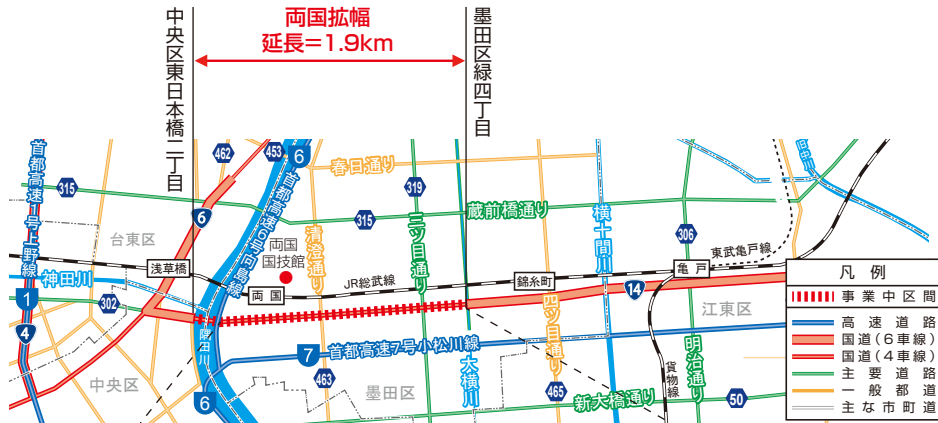 中央区東日本橋二丁目
両国拡幅
延長=1.9km
墨田区緑四丁目
首都高速1号上野線
315
462
453
6
首都高速6号向島線
春日通り
319
旧中川
6
315
蔵前橋通り
台東区
清澄通り
三ツ目通り
横十間川
306
東武亀戸線
浅草橋
両国
国技館
神田川
両国
JR総武線
錦糸町
亀戸
1
302
14
江東区
4
隅田川
7
首都高速7号小松川線
四ツ目通り
明治通り
貨物線
中央区
6
463
墨田区
大横川
465
新大橋通り
50
凡例
事業中区間
高速道路
国道(6車線)
国道(4車線)
主要道路
一般都道
主な市町道